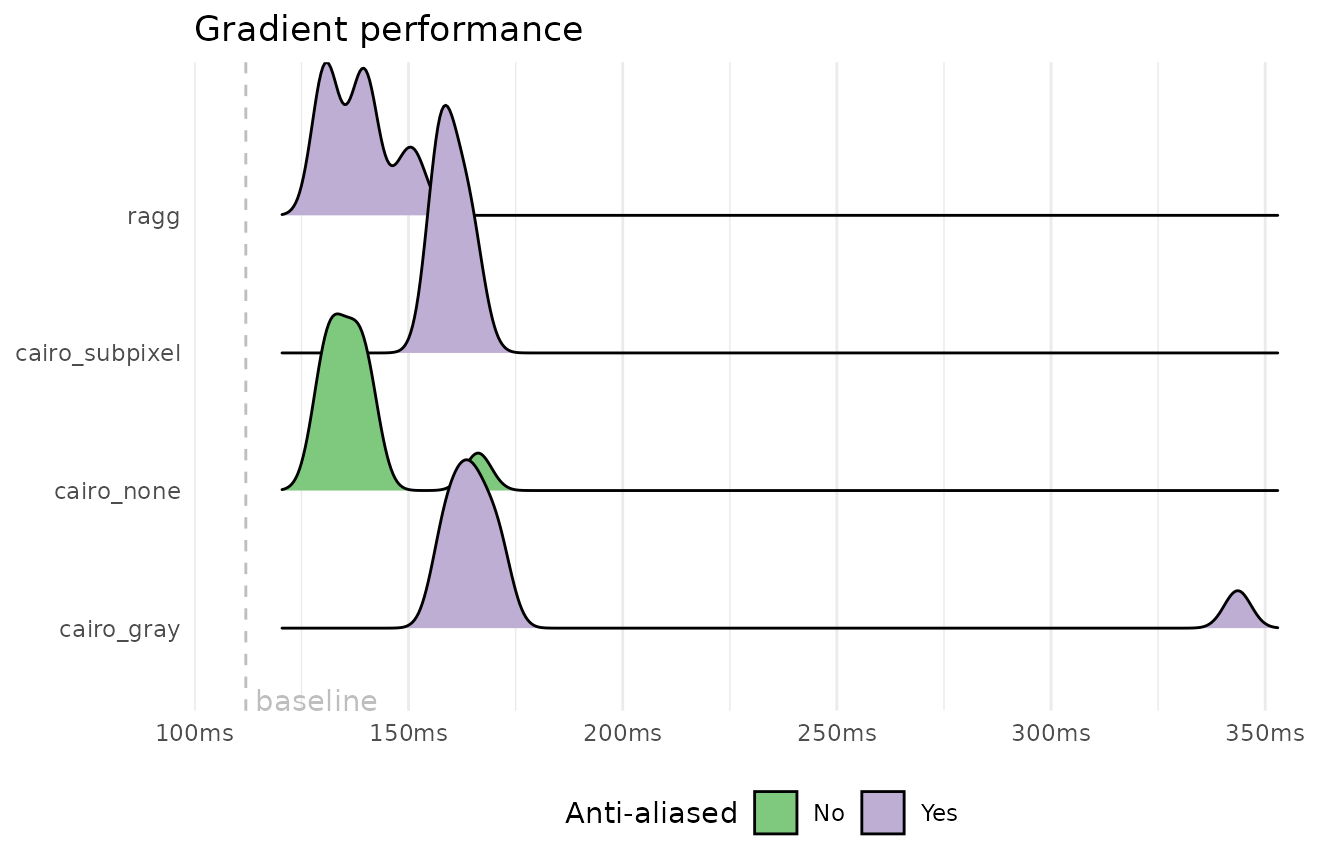 Gradient performance
ragg
cairo_subpixel
cairo_none
cairo_gray
baseline
100ms 150ms 200ms 250ms 300ms 350ms
Anti-aliased No Yes